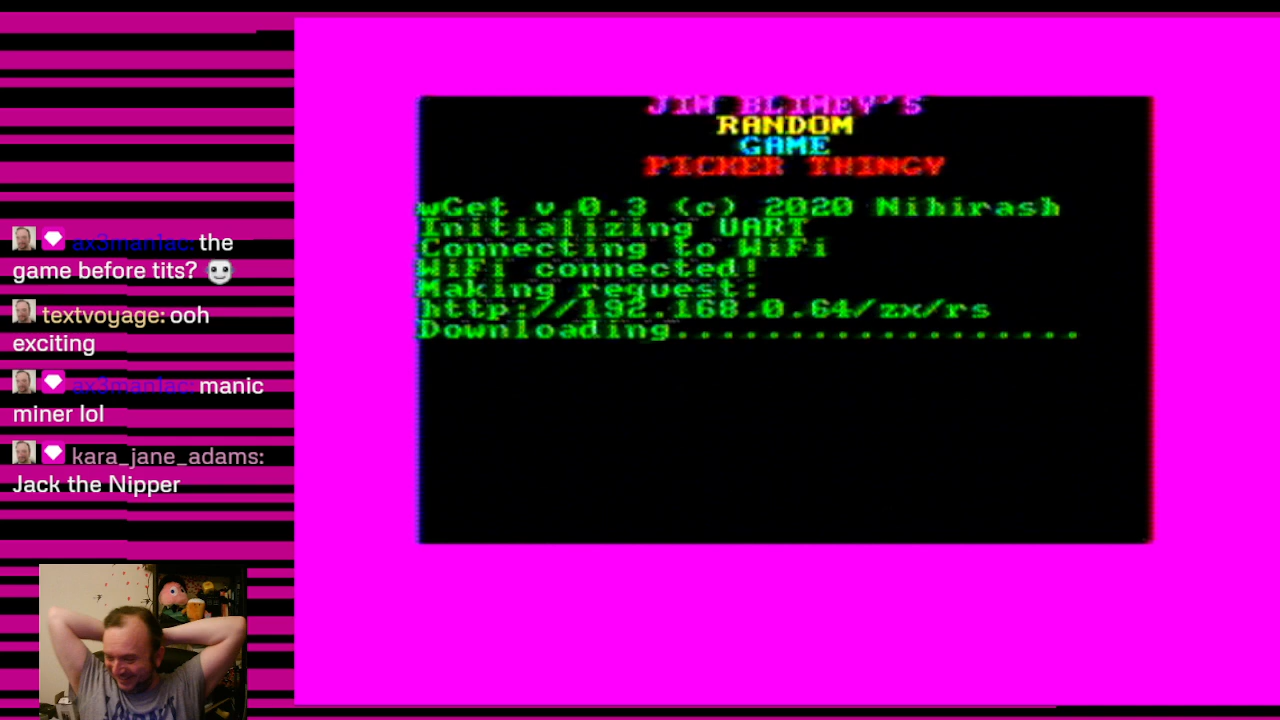 JIM BLIMEY'S
RANDOM
GAME
PICKER THINGY
wGet v.0.3 (c) 2020 Nihirash
Initializing UART
Connecting to WiFi
WiFi connected!
Making request:
http://192.168.0.64/zx/rs
Downloading..................
ax3man1ac: the
game before tits?
textvoyage: ooh
exciting
ax3man1ac: manic
miner lol
kara_jane_adams:
Jack the Nipper